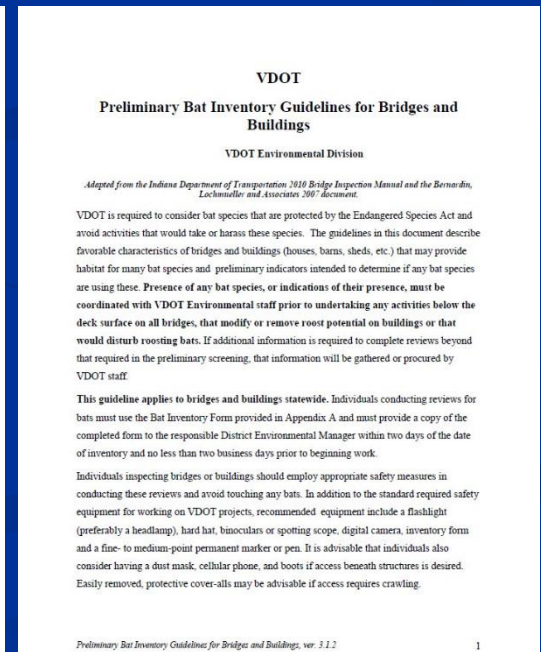 VDOT
Preliminary Bat Inventory Guidelines for Bridges and
Buildings
VDOT Environmental Division
Adapted from the Indiana Department of Transportation 2010 Bridge Inspection Manual and the Bernardin,
Lochmueller and Associates 2007 document.
VDOT is required to consider bat species that are protected by the Endangered Species Act and
avoid activities that would take or harass these species. The guidelines in this document describe
favorable characteristics of bridges and buildings (houses, barns, sheds, etc.) that may provide
habitat for many bat species and preliminary indicators intended to determine if any bat species
are using these. Presence of any bat species, or indications of their presence, must be
coordinated with VDOT Environmental staff prior to undertaking any activities below the
deck surface on all bridges, that modify or remove roost potential on buildings or that
would disturb roosting bats. If additional information is required to complete reviews beyond
that required in the preliminary screening, that information will be gathered or procured by
VDOT staff.
This guideline applies to bridges and buildings statewide. Individuals conducting reviews for
bats must use the Bat Inventory Form provided in Appendix A and must provide a copy of the
completed form to the responsible District Environmental Manager within two days of the date
of inventory and no less than two business days prior to beginning work.
Individuals inspecting bridges or buildings should employ appropriate safety measures in
conducting these reviews and avoid touching any bats. In addition to the standard required safety
equipment for working on VDOT projects, recommended equipment include a flashlight
(preferably a headlamp), hard hat, binoculars or spotting scope, digital camera, inventory form
and a fine- to medium-point permanent marker or pen. It is advisable that individuals also
consider having a dust mask, cellular phone, and boots if access beneath structures is desired.
Easily removed, protective cover-alls may be advisable if access requires crawling.
Preliminary Bat Inventory Guidelines for Bridges and Buildings, ver. 3.1.2 1